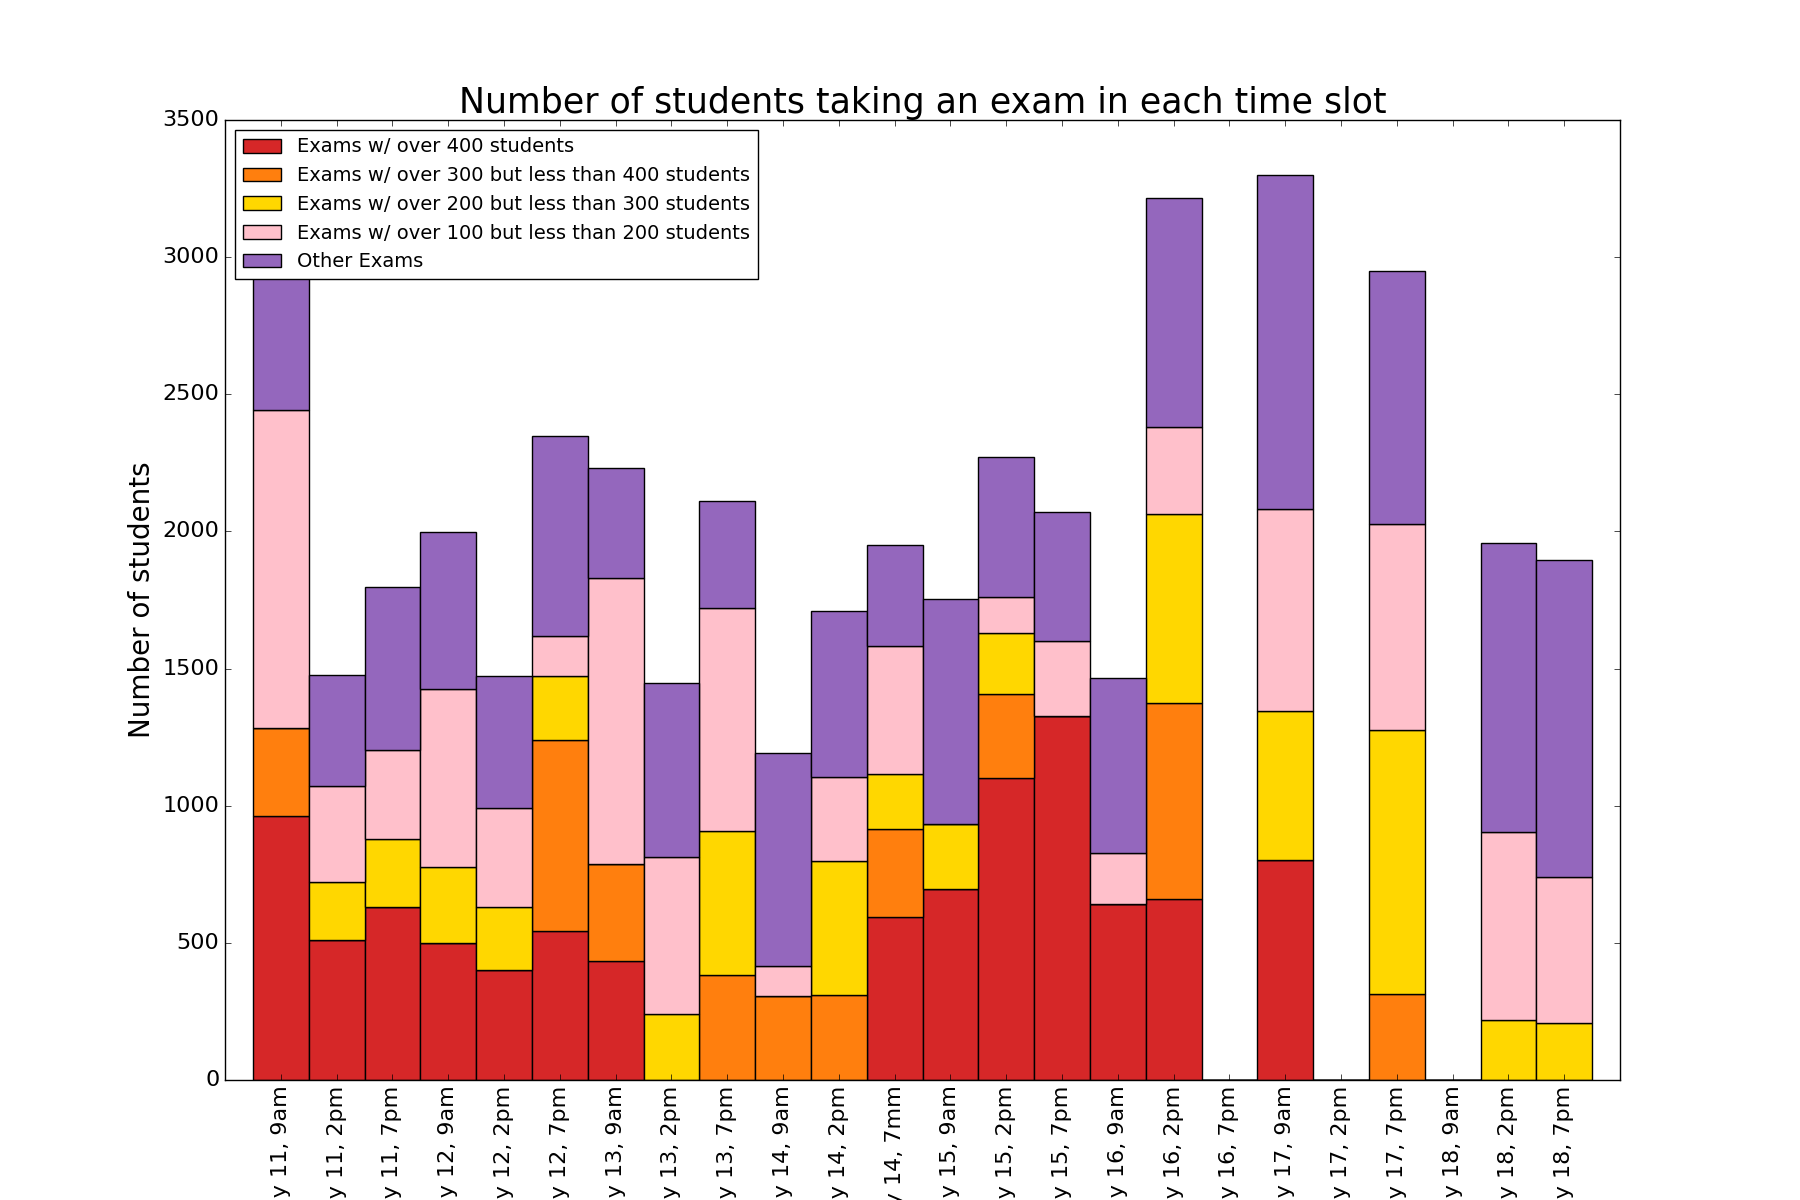 Number of students taking an exam in each time slot
Exams w/ over 400 students
Exams w/ over 300 but less than 400 students
Exams w/ over 200 but less than 300 students
Exams w/ over 100 but less than 200 students
Other Exams
Number of students
3500
3000
2500
2000
1500
1000
500
0
y 11, 9am
y 11, 2pm
y 11, 7pm
y 12, 9am
y 12, 2pm
y 12, 7pm
y 13, 9am
y 13, 2pm
y 13, 7pm
y 14, 9am
y 14, 2pm
y 14, 7mm
y 15, 9am
y 15, 2pm
y 15, 7pm
y 16, 9am
y 16, 2pm
y 16, 7pm
y 17, 9am
y 17, 2pm
y 17, 7pm
y 18, 9am
y 18, 2pm
y 18, 7pm